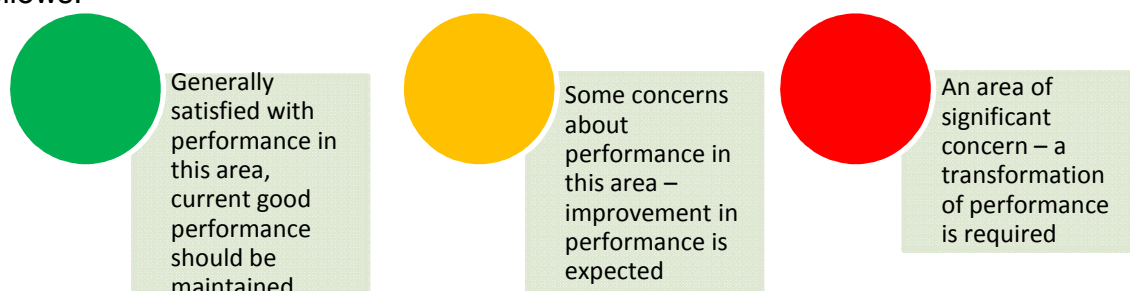 Generally
satisfied with
performance in
this area,
current good
performance
should be
maintained
Some concerns
about
performance in
this area –
improvement in
performance is
expected
An area of
significant
concern – a
transformation
of performance
is required